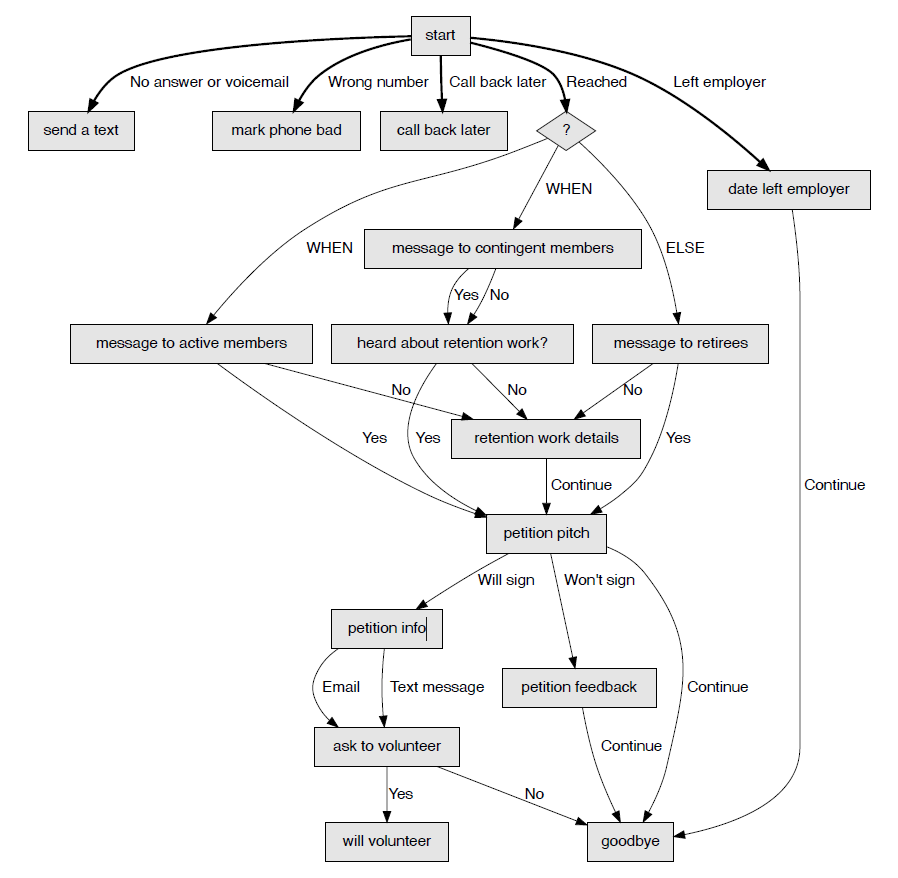 start
No answer or voicemail
Wrong number
Call back later
Reached
Left employer
send a text
mark phone bad
call back later
?
date left employer
WHEN
message to contingent members
WHEN
ELSE
Yes
No
message to active members
heard about retention work?
message to retirees
No
No
No
retention work details
Yes
Yes
Yes
Continue
Continue
petition pitch
Will sign
Won't sign
petition info
Email
Text message
petition feedback
Continue
ask to volunteer
Continue
Yes
No
will volunteer
goodbye